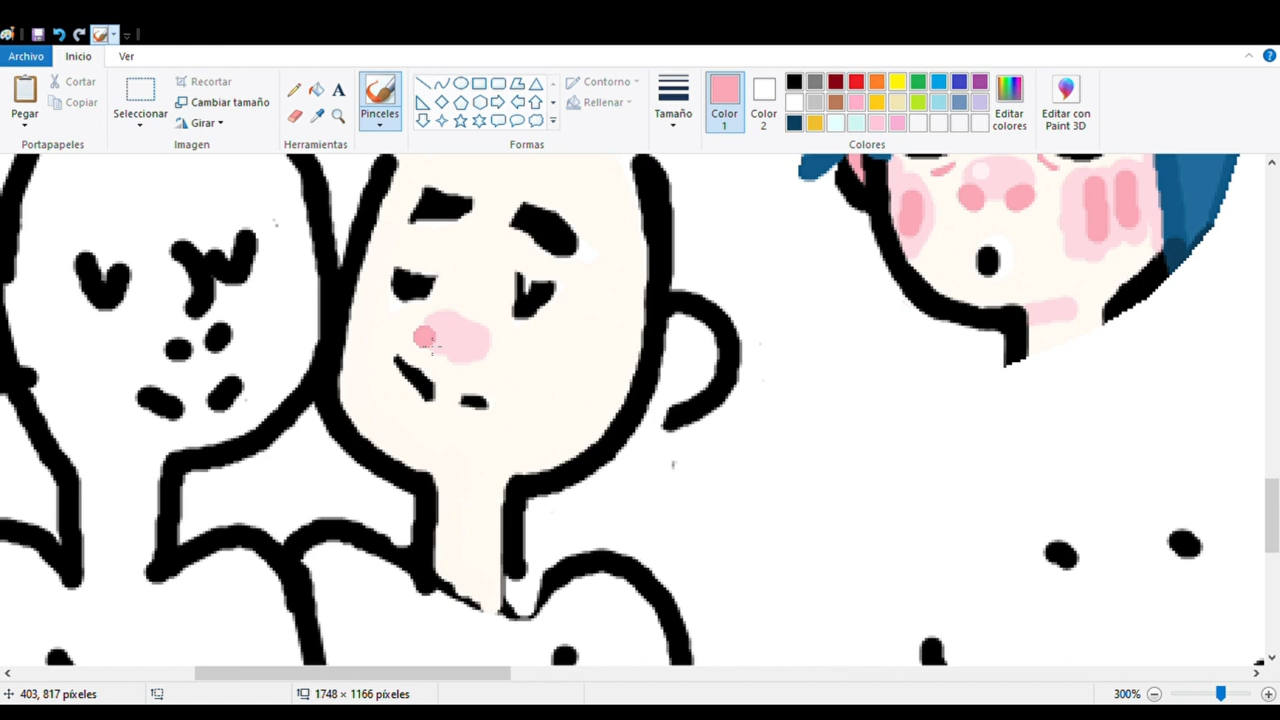 Archivo Inicio Ver
Pegar
Cortar
Copiar
Portapapeles
Seleccionar
Recortar
Cambiar tamaño
Girar
Imagen
A
Herramientas
Pinceles
Contorno
Rellenar
Formas
Tamaño
Color
1
Color
2
Editar
colores
Colores
Editar con
Paint 3D
403, 817 píxeles
1748 × 1166 píxeles
300%